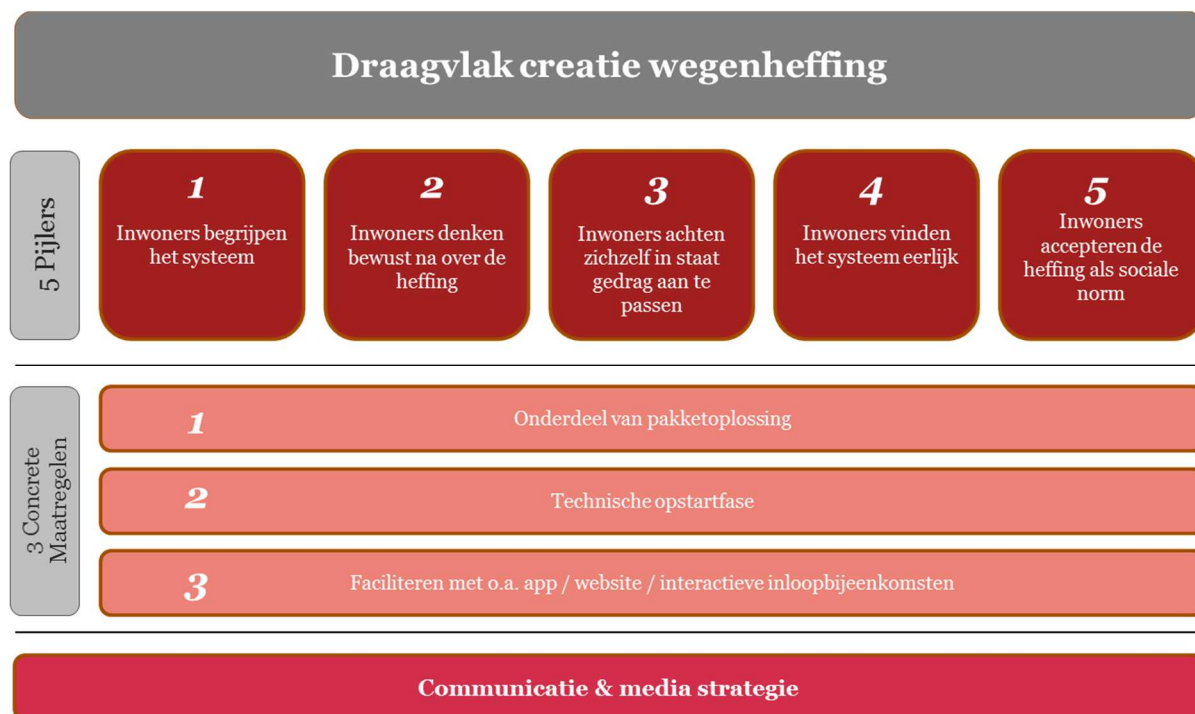 Draagvlak creatie wegenheffing
5 Pijlers
1
Inwoners begrijpen
het systeem
2
Inwoners denken
bewust na over de
heffing
3
Inwoners achten
zichzelf in staat
gedrag aan te
passen
4
Inwoners vinden
het systeem eerlijk
5
Inwoners
accepteren de
heffing als sociale
norm
3 Concrete
Maatregelen
1
Onderdeel van pakketoplossing
2
Technische opstartfase
3
Faciliteren met o.a. app / website / interactieve inloopbijeenkomsten
Communicatie & media strategie